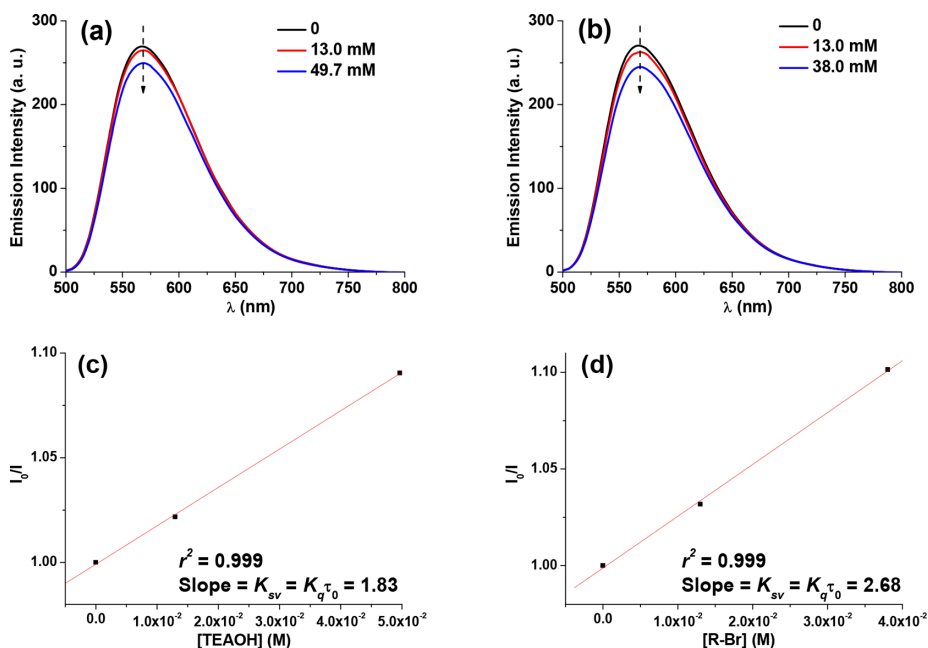 (a)
0
13.0 mM
49.7 mM
Emission Intensity (a. u.)
300
200
100
0
500 550 600 650 700 750 800
λ (nm)
(b)
0
13.0 mM
38.0 mM
Emission Intensity (a. u.)
300
200
100
0
500 550 600 650 700 750 800
λ (nm)
(c)
I₀/I
1.10
1.05
1.00
r² = 0.999
Slope = Kₛᵥ = K_qτ₀ = 1.83
0.0 1.0x10⁻² 2.0x10⁻² 3.0x10⁻² 4.0x10⁻² 5.0x10⁻²
[TEAOH] (M)
(d)
I₀/I
1.10
1.05
1.00
r² = 0.999
Slope = Kₛᵥ = K_qτ₀ = 2.68
0.0 1.0x10⁻² 2.0x10⁻² 3.0x10⁻² 4.0x10⁻²
[R-Br] (M)